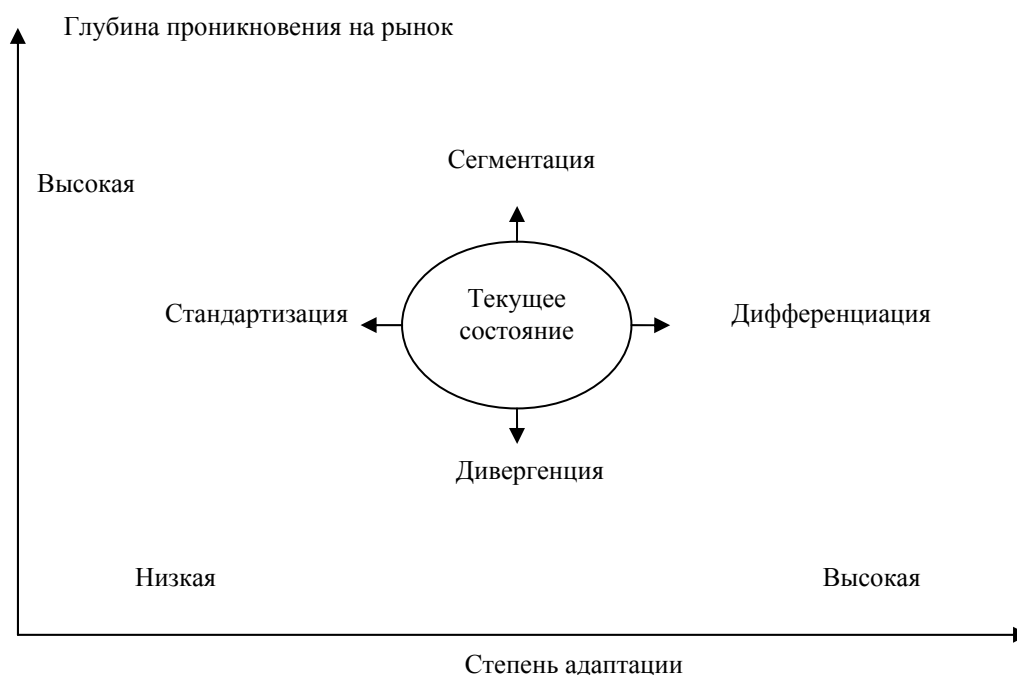 Глубина проникновения на рынок
Сегментация
Высокая
Стандартизация
Текущее
состояние
Дифференциация
Дивергенция
Низкая
Высокая
Степень адаптации